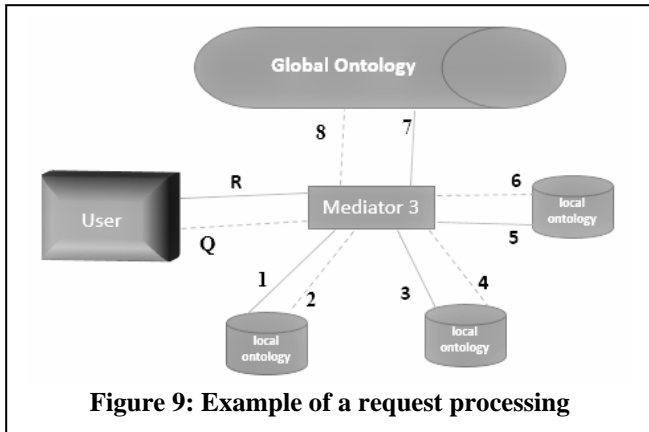 Global Ontology
8
7
R
6
User
Mediator 3
local
ontology
Q
5
1
2
3
4
local
ontology
local
ontology
Figure 9: Example of a request processing